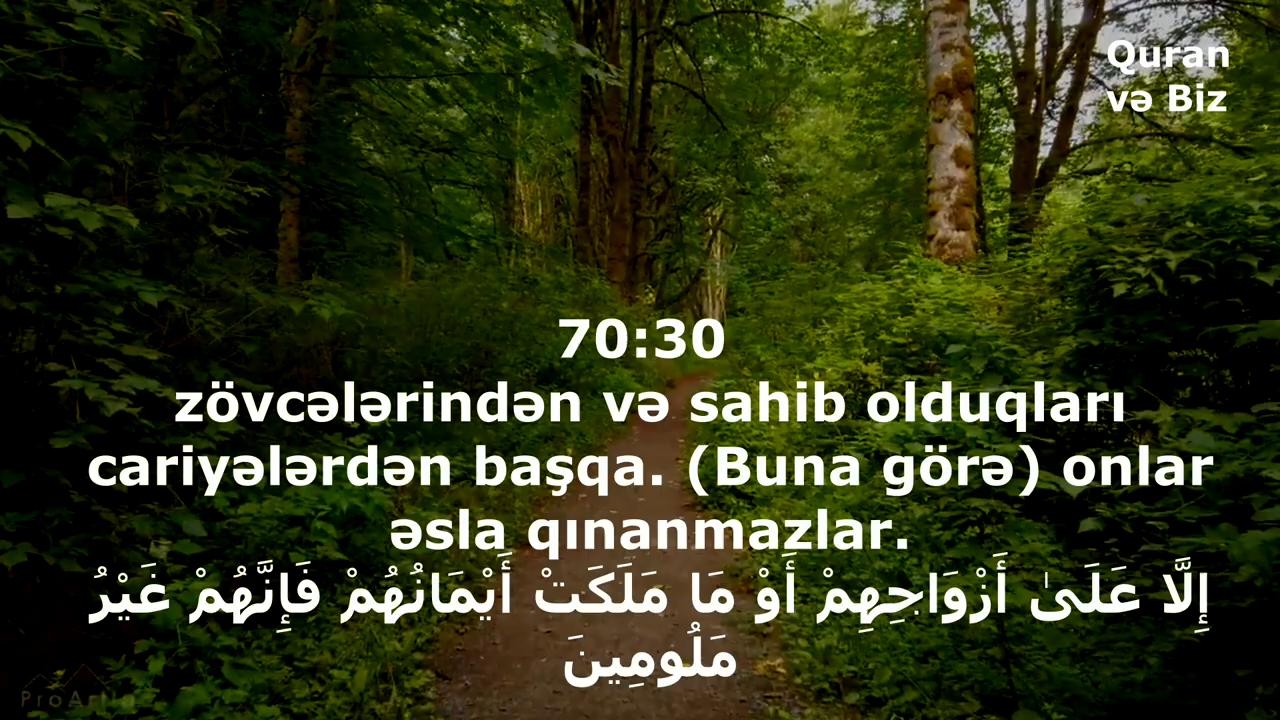 Quran
və Biz
70:30
zövcələrindən və sahib olduqları
cariyələrdən başqa. (Buna görə) onlar
əsla qınanmazlar.
إِلَّا عَلَىٰ أَزْوَاجِهِمْ أَوْ مَا مَلَكَتْ أَيْمَانُهُمْ فَإِنَّهُمْ غَيْرُ
مَلُومِينَ